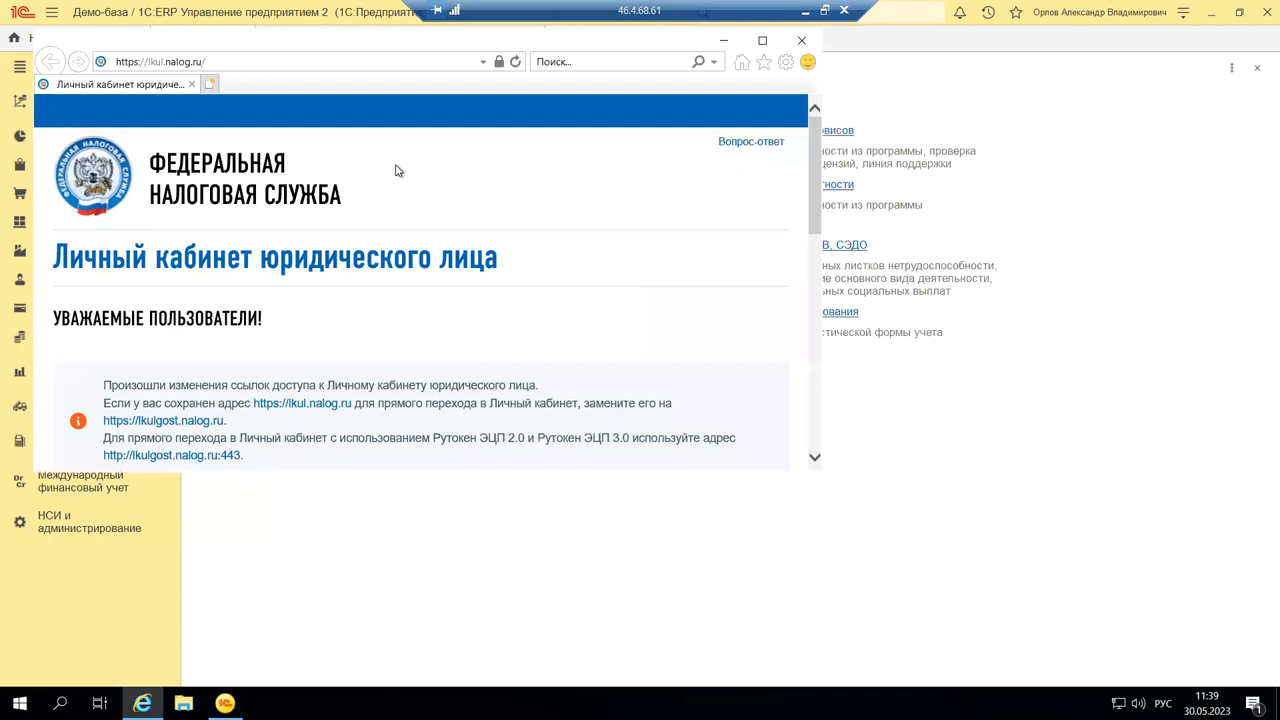 Демо-база / 1С:ERP Управление предприятием 2 (1С:Предприятие
46.4.68.61
Орлов Александр Владимирович
https://lkul.nalog.ru/
Поиск...
Личный кабинет юридиче...
Вопрос-ответ
ФЕДЕРАЛЬНАЯ
НАЛОГОВАЯ СЛУЖБА
Личный кабинет юридического лица
УВАЖАЕМЫЕ ПОЛЬЗОВАТЕЛИ!
Произошли изменения ссылок доступа к Личному кабинету юридического лица.
Если у вас сохранен адрес https://lkul.nalog.ru для прямого перехода в Личный кабинет, замените его на
https://lkulgost.nalog.ru.
Для прямого перехода в Личный кабинет с использованием Рутокен ЭЦП 2.0 и Рутокен ЭЦП 3.0 используйте адрес
http://lkulgost.nalog.ru:443.
рвисов
ности из программы, проверка
цензий, линия поддержки
тности
ности из программы
В, СЭДО
ных листков нетрудоспособности,
ие основного вида деятельности,
ьных социальных выплат
ования
стической формы учета
Международный
финансовый учет
НСИ и
администрирование
РУС
11:39
30.05.2023
1